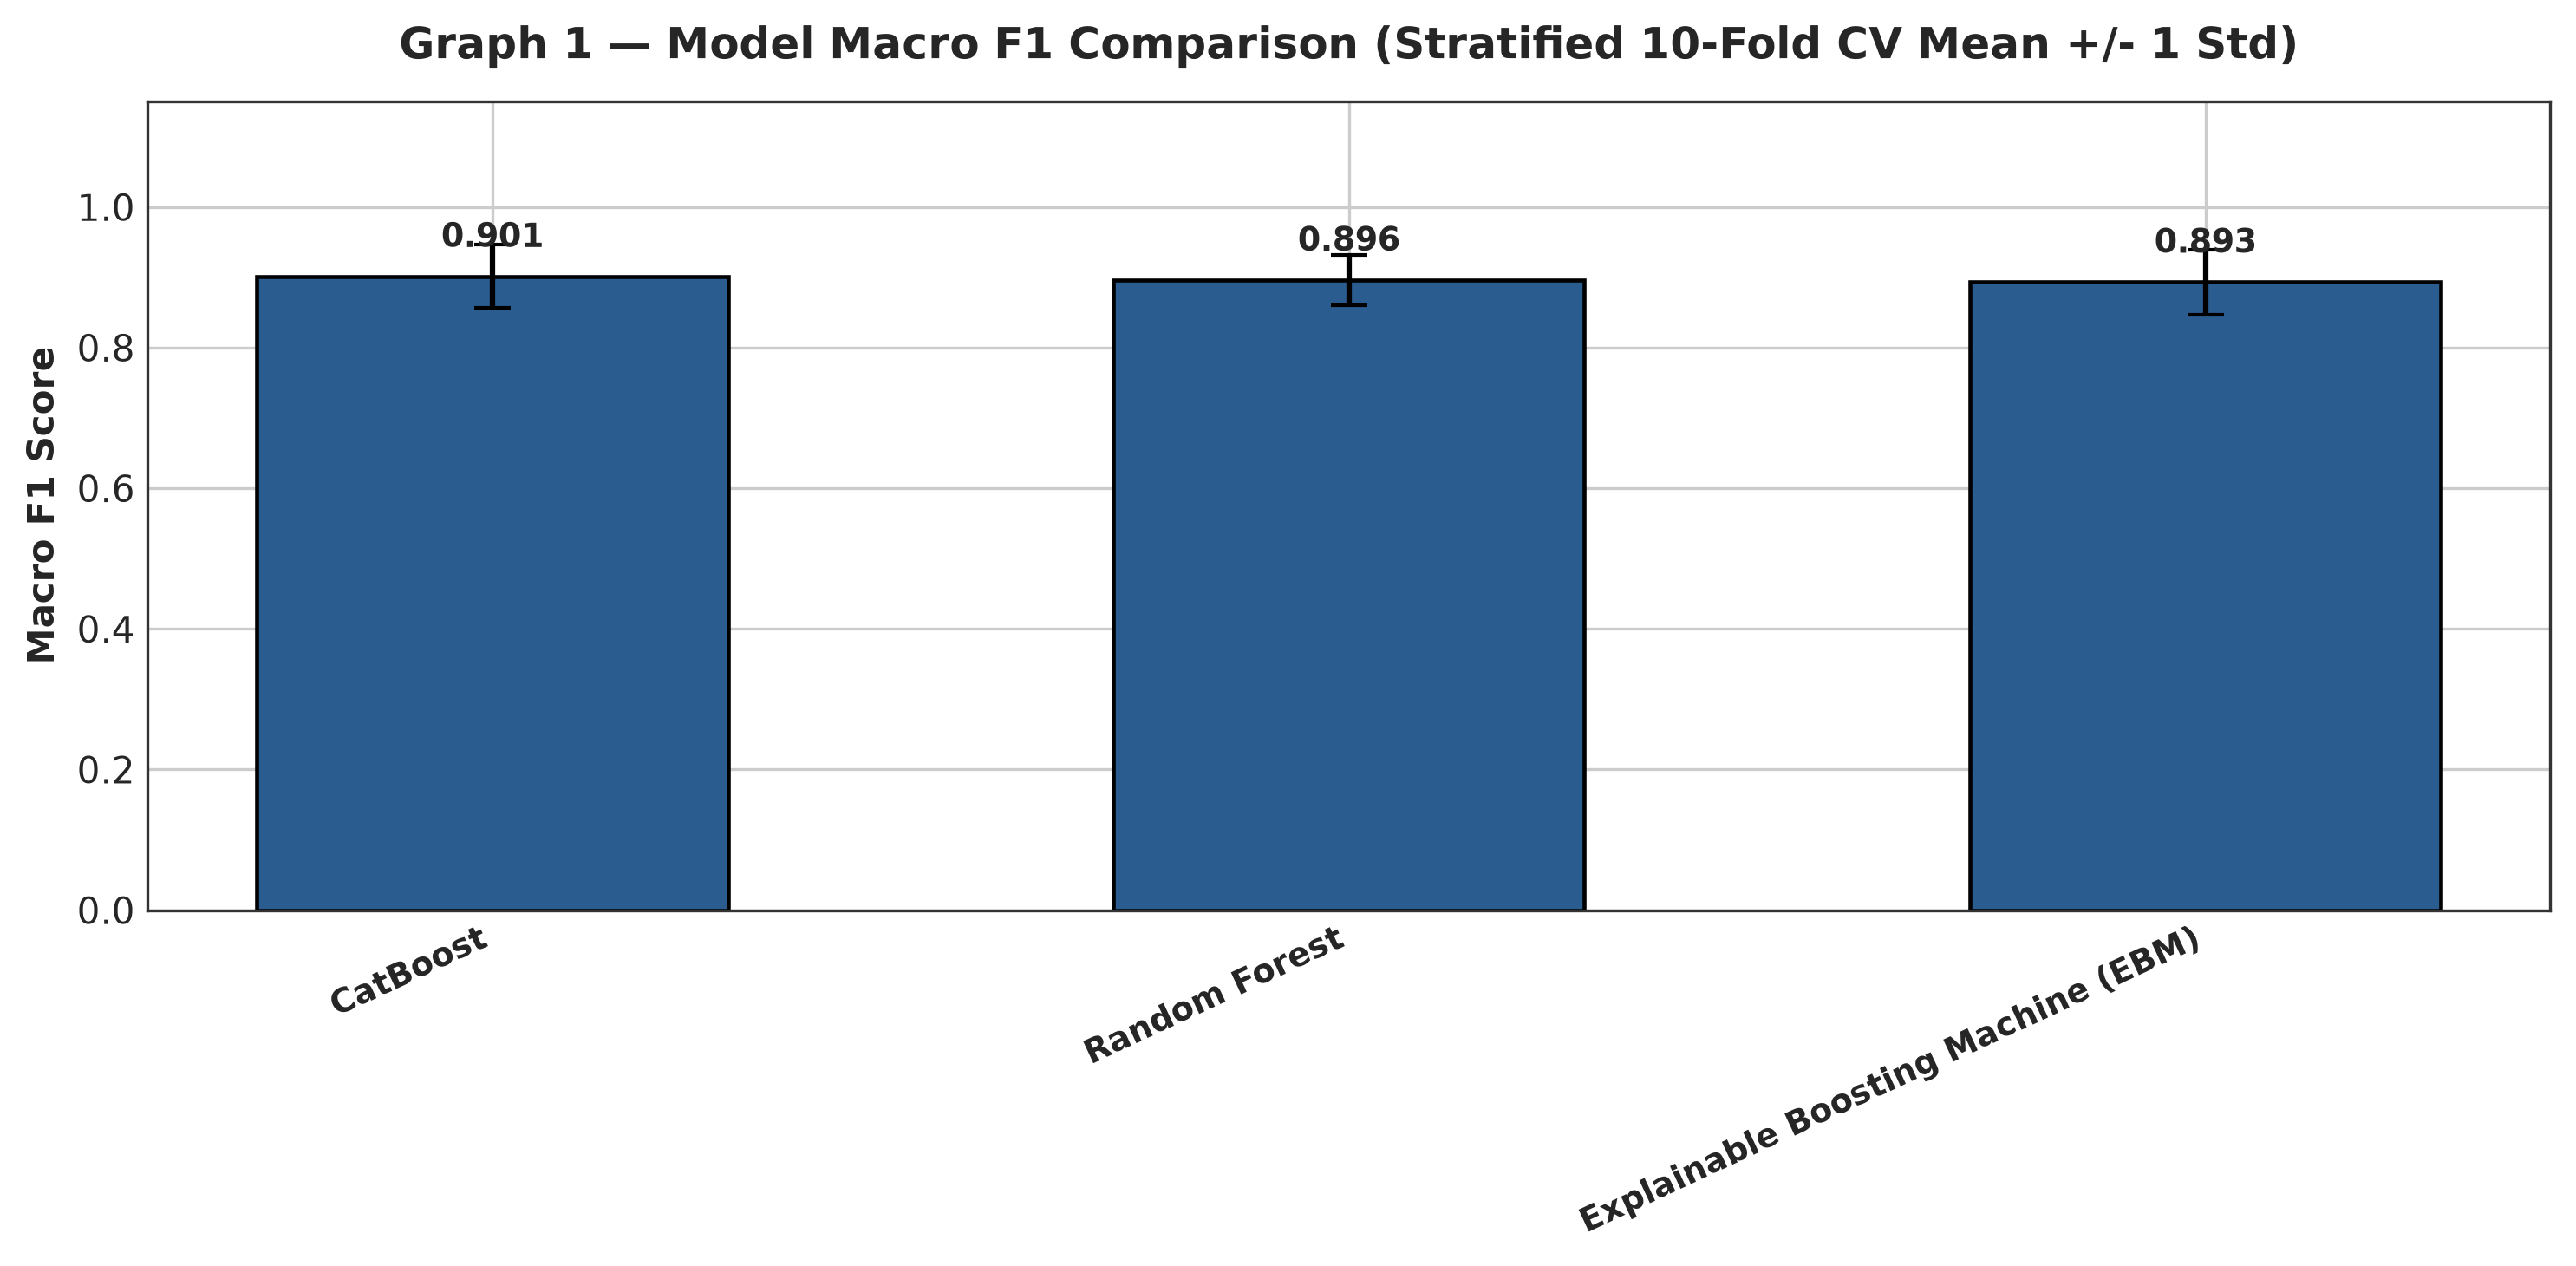 Graph 1 — Model Macro F1 Comparison (Stratified 10-Fold CV Mean +/- 1 Std)
Macro F1 Score
1.0
0.8
0.6
0.4
0.2
0.0
0.901
0.896
0.893
CatBoost
Random Forest
Explainable Boosting Machine (EBM)